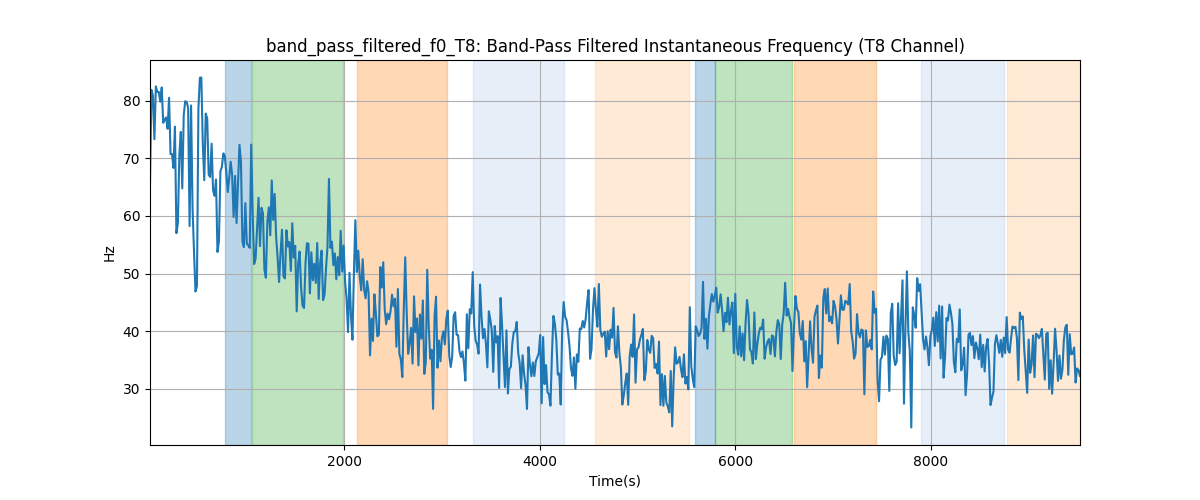 band_pass_filtered_f0_T8: Band-Pass Filtered Instantaneous Frequency (T8 Channel)
80
70
60
50
40
30
Hz
2000 4000 6000 8000
Time(s)